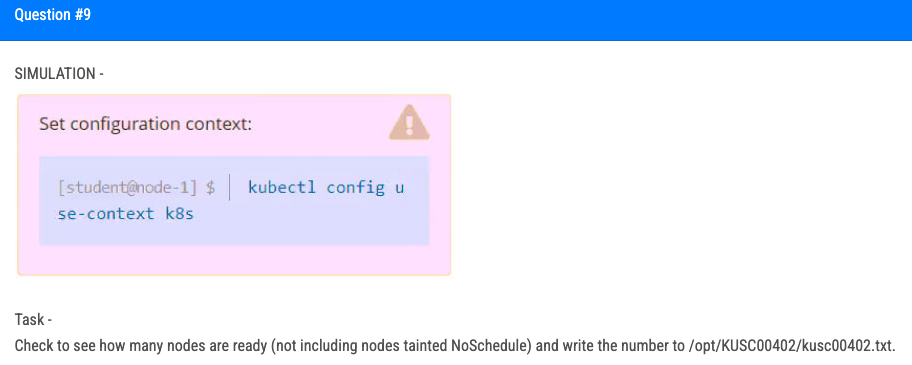 Question #9
SIMULATION -
Set configuration context:
[student@node-1] $ | kubectl config u
se-context k8s
Task -
Check to see how many nodes are ready (not including nodes tainted NoSchedule) and write the number to /opt/KUSC00402/kusc00402.txt.